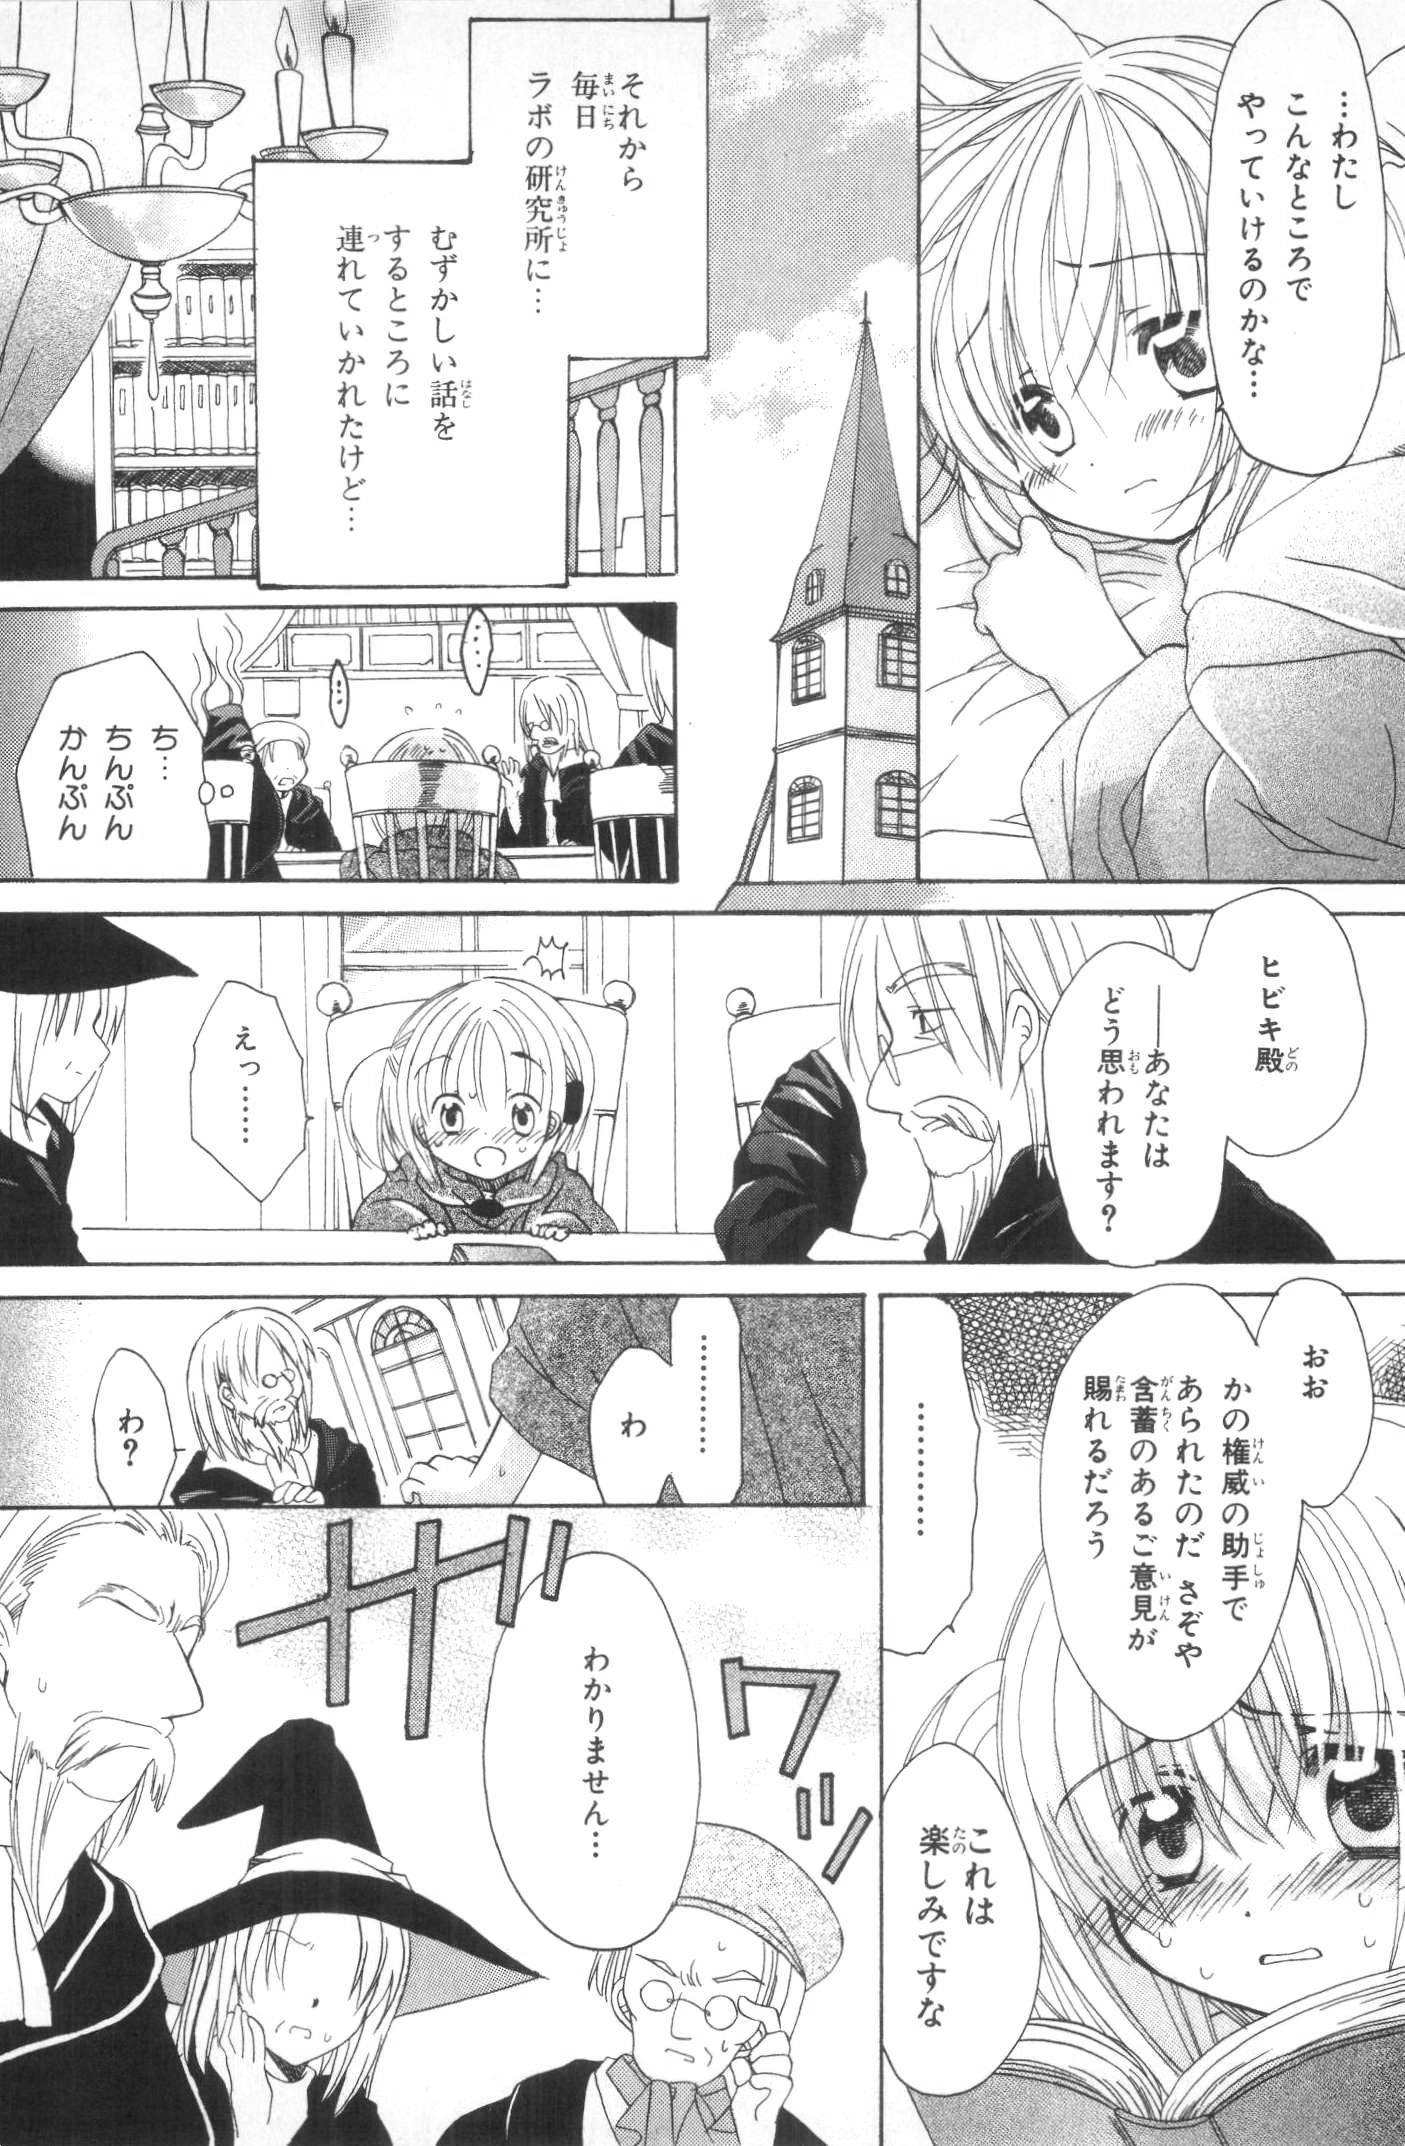 …わたし
こんなところで
やっていけるのかな…
それから
毎日
ラボの研究所に…
むずかしい話を
するところに
連れていかれたけど…
……
…
ち…
ちんぷん
かんぷん
ヒビキ殿
──あなたは
どう思われます?
えっ……
おお
かの権威の助手で
あられたのだ さぞや
含蓄のあるご意見が
賜れるだろう
これは
楽しみですな
…………
…………
わ
わ?
わかりません…
ザワッ